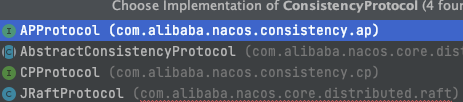 Choose Implementation of ConsistencyProtocol (4 four
APProtocol (com.alibaba.nacos.consistency.ap)
AbstractConsistencyProtocol (com.alibaba.nacos.core.dist
CPProtocol (com.alibaba.nacos.consistency.cp)
JRaftProtocol (com.alibaba.nacos.core.distributed.raft)